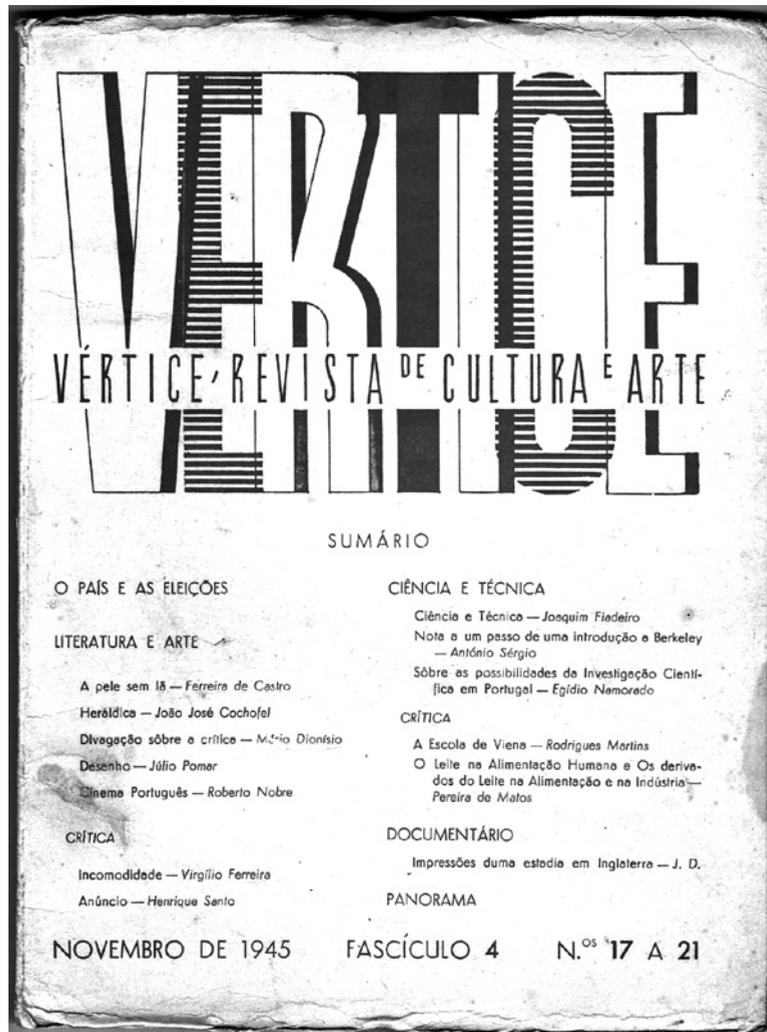 VERTICE
VÉRTICE, REVISTA DE CULTURA E ARTE
SUMÁRIO
O PAÍS E AS ELEIÇÕES
LITERATURA E ARTE
A pele sem lã — Ferreira de Castro
Heráldica — João José Cochofel
Divagação sôbre a crítica — Mário Dionísio
Desenho — Júlio Pomar
Cinema Português — Roberto Nobre
CRÍTICA
Incomodidade — Virgílio Ferreira
Anúncio — Henrique Santo
CIÊNCIA E TÉCNICA
Ciência e Técnica — Joaquim Fiadeiro
Nota a um passo de uma introdução a Berkeley
— António Sérgio
Sôbre as possibilidades da Investigação Cientí-
fica em Portugal — Egídio Namorado
CRÍTICA
A Escola de Viena — Rodrigues Martins
O Leite na Alimentação Humana e Os deriva-
dos do Leite na Alimentação e na Indústria —
Pereira de Matos
DOCUMENTÁRIO
Impressões duma estadia em Inglaterra — J. D.
PANORAMA
NOVEMBRO DE 1945 FASCÍCULO 4 N.os 17 A 21